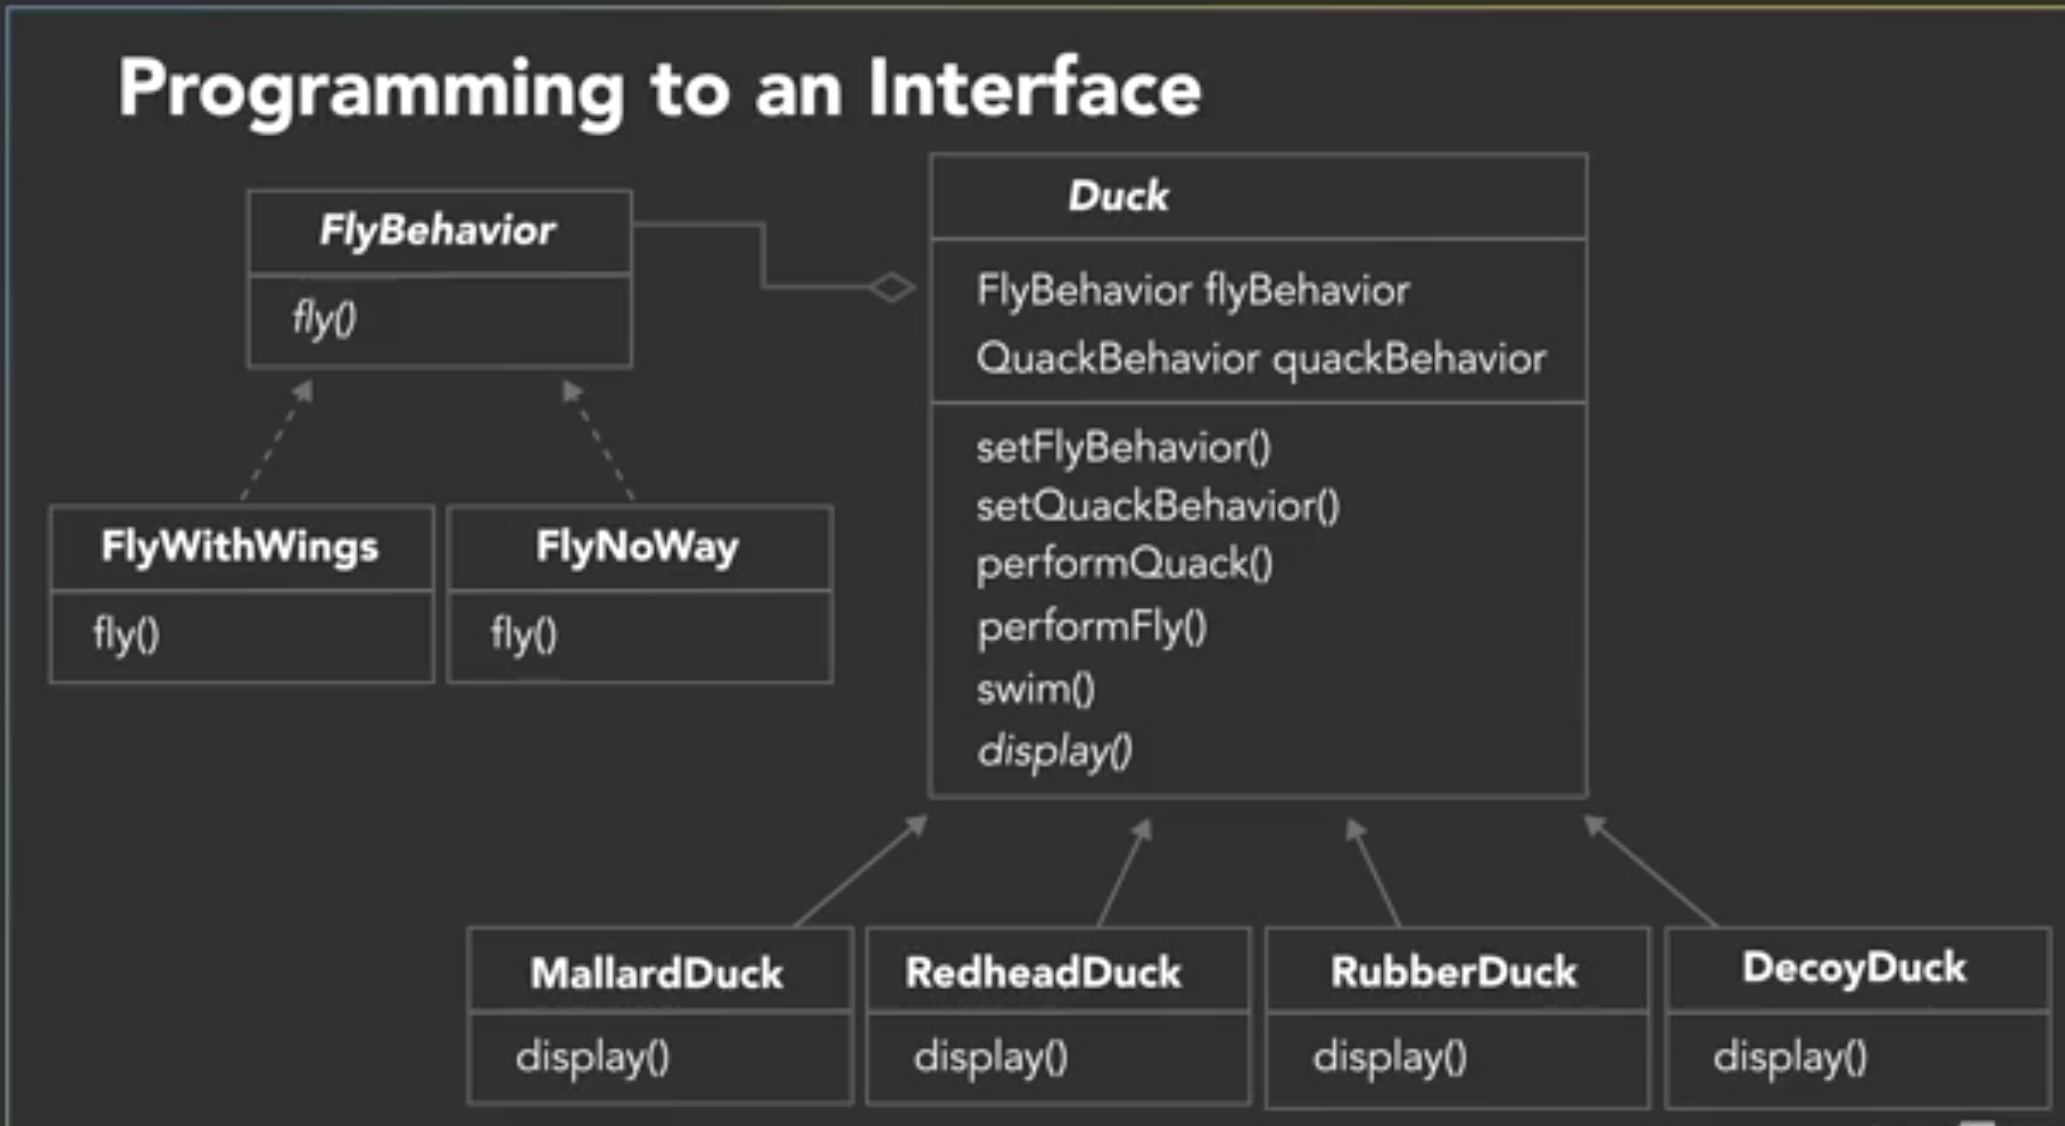 Programming to an Interface
FlyBehavior
fly()
FlyWithWings
fly()
FlyNoWay
fly()
Duck
FlyBehavior flyBehavior
QuackBehavior quackBehavior
setFlyBehavior()
setQuackBehavior()
performQuack()
performFly()
swim()
display()
MallardDuck
display()
RedheadDuck
display()
RubberDuck
display()
DecoyDuck
display()